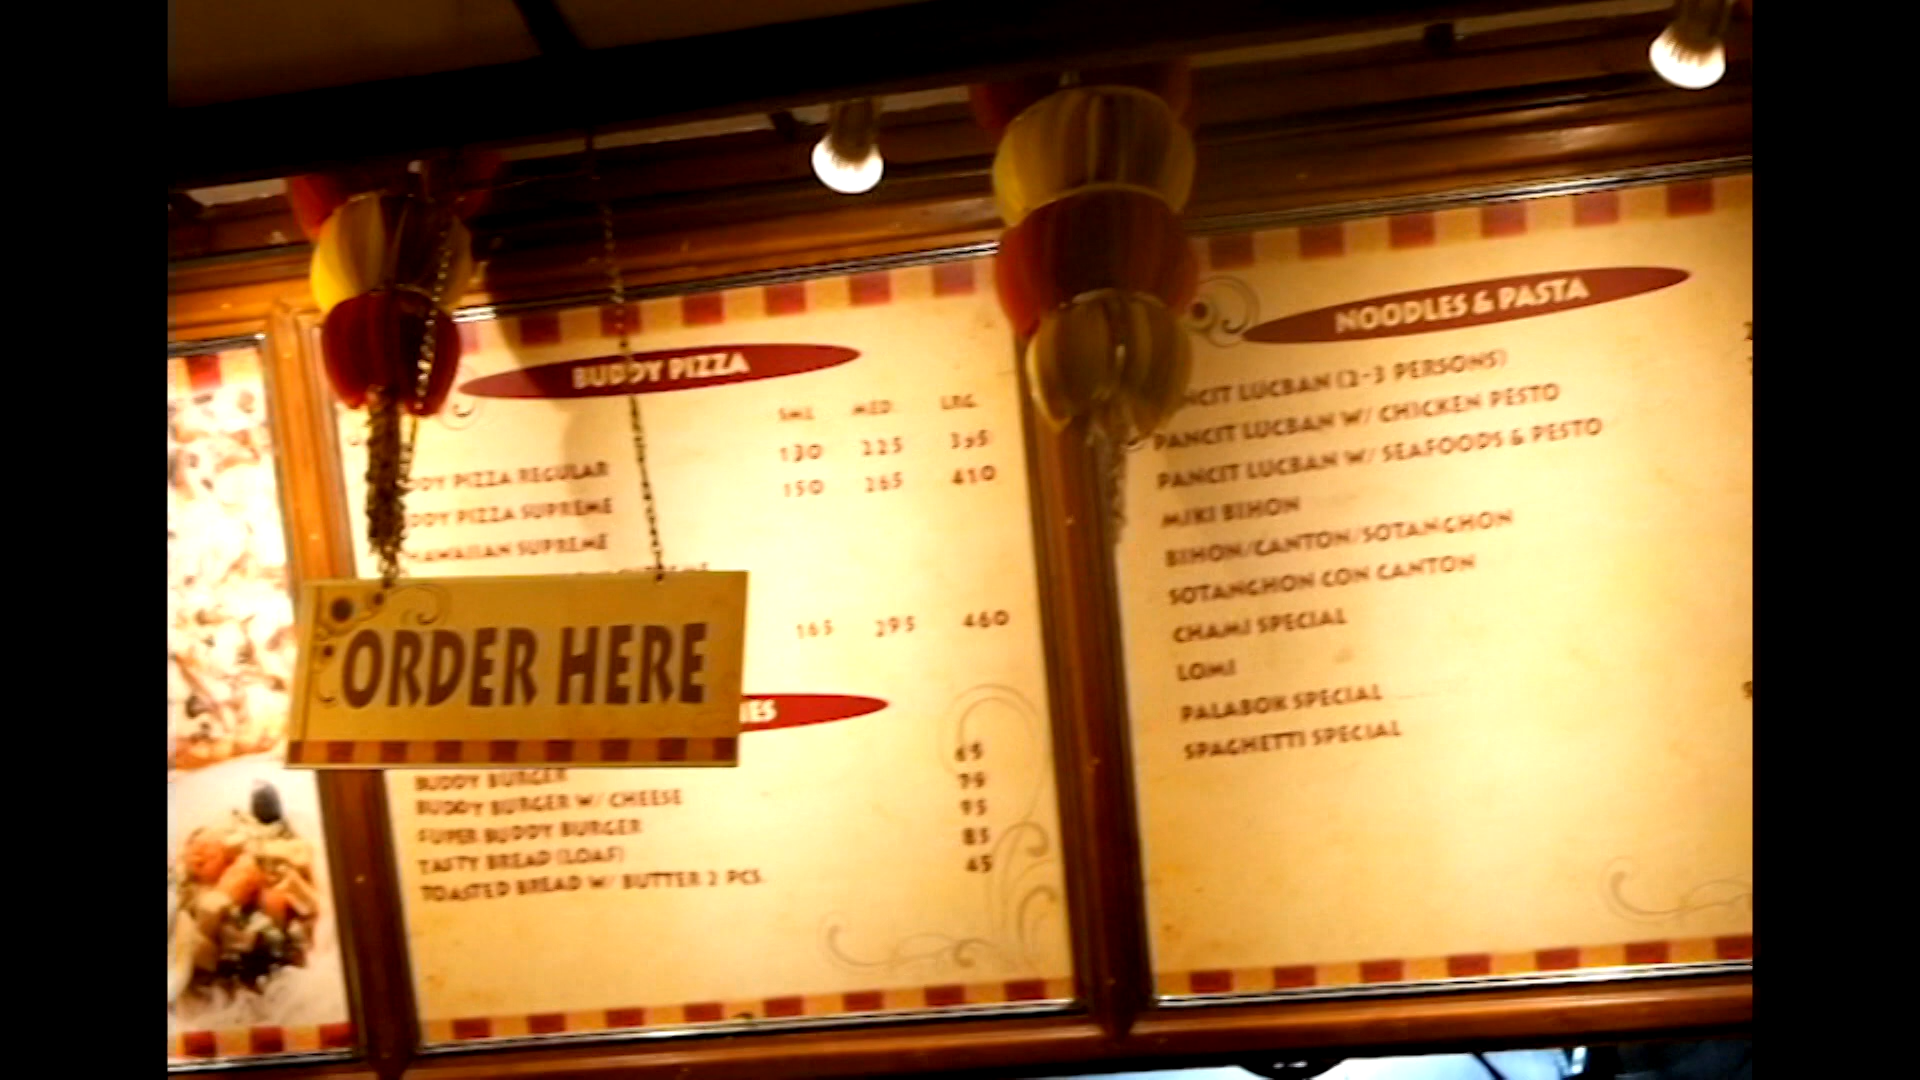 BUDDY PIZZA
SML MED LRG
DDY PIZZA REGULAR 130 225 395
DDY PIZZA SUPREME 150 265 410
HAWAIIAN SUPREME
165 295 460
ORDER HERE
BUDDY BURGER 65
BUDDY BURGER W/ CHEESE 79
SUPER BUDDY BURGER 95
TASTY BREAD (LOAF) 85
TOASTED BREAD W/ BUTTER 2 PCS. 45
NOODLES & PASTA
PANCIT LUCBAN (2-3 PERSONS)
PANCIT LUCBAN W/ CHICKEN PESTO
PANCIT LUCBAN W/ SEAFOODS & PESTO
MIKI BIHON
BIHON/CANTON/SOTANGHON
SOTANGHON CON CANTON
CHAMI SPECIAL
LOMI
PALABOK SPECIAL
SPAGHETTI SPECIAL